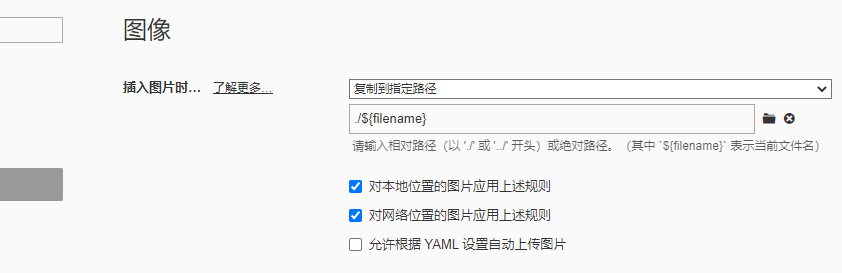 图像
插入图片时... 了解更多... 复制到指定路径
./${filename}
请输入相对路径（以 './' 或 '../' 开头）或绝对路径。（其中 `${filename}` 表示当前文件名）
对本地位置的图片应用上述规则
对网络位置的图片应用上述规则
允许根据 YAML 设置自动上传图片